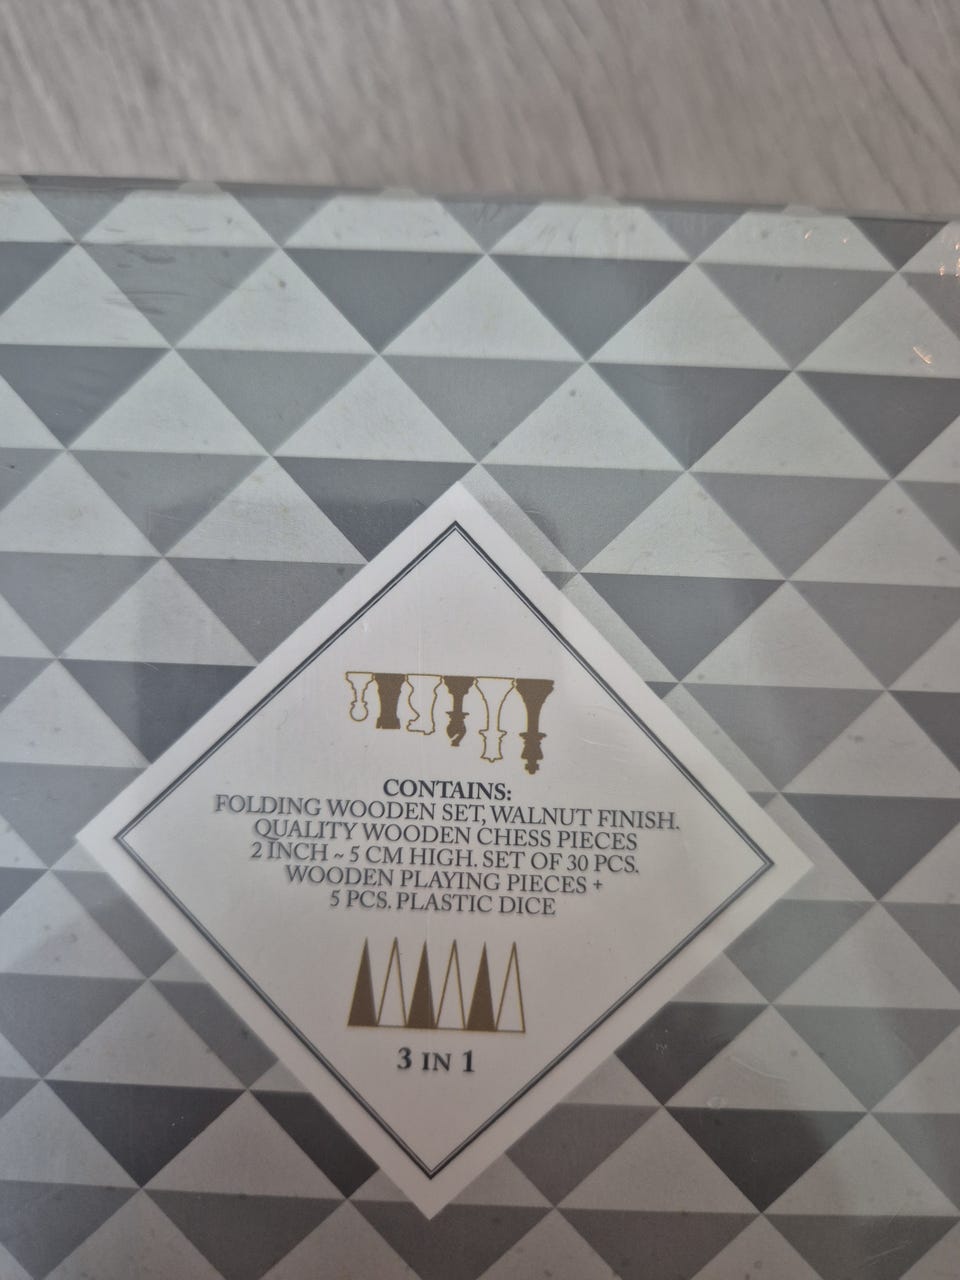 CONTAINS:
FOLDING WOODEN SET, WALNUT FINISH.
QUALITY WOODEN CHESS PIECES
2 INCH ~ 5 CM HIGH. SET OF 30 PCS.
WOODEN PLAYING PIECES +
5 PCS. PLASTIC DICE
3 IN 1